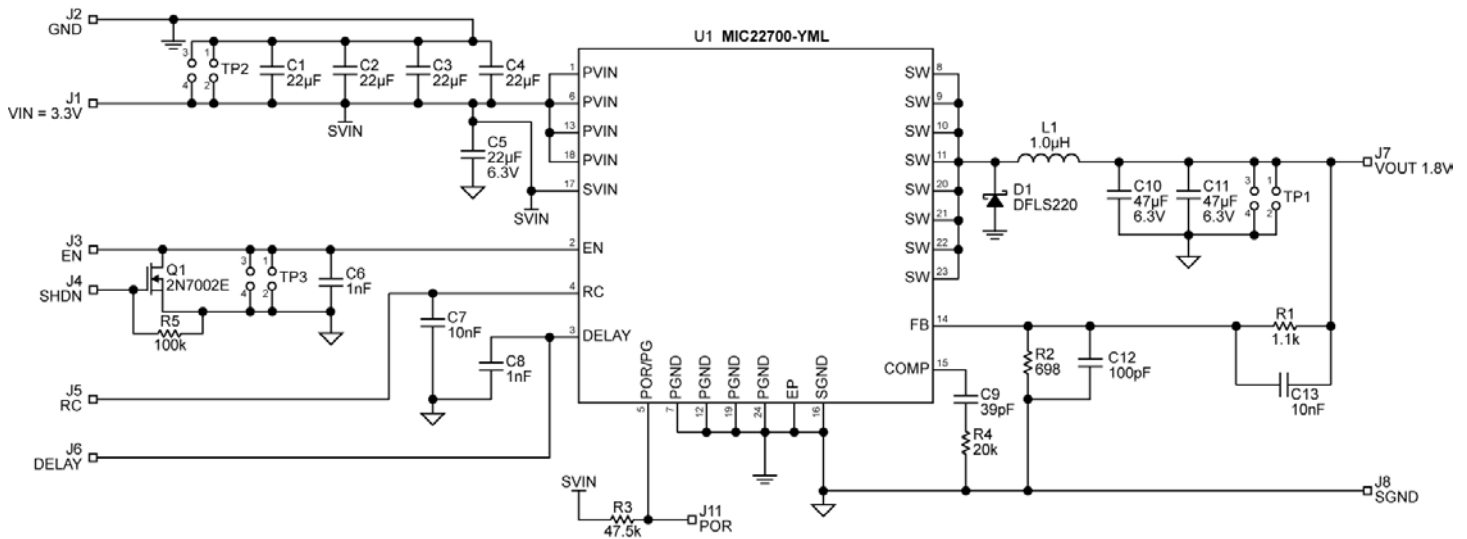 J2
GND
U1 MIC22700-YML
3
1
TP2
4
2
C1
22µF
C2
22µF
C3
22µF
C4
22µF
J1
VIN = 3.3V
SVIN
C5
22µF
6.3V
SVIN
1
PVIN
6
PVIN
13
PVIN
18
PVIN
17
SVIN
SW
8
SW
9
SW
10
SW
11
SW
20
SW
21
SW
22
SW
23
L1
1.0µH
D1
DFLS220
C10
47µF
6.3V
C11
47µF
6.3V
3
1
TP1
4
2
J7
VOUT 1.8V
J3
EN
J4
SHDN
Q1
2N7002E
R5
100k
3
1
TP3
4
2
C6
1nF
2
EN
4
RC
3
DELAY
C7
10nF
C8
1nF
J5
RC
J6
DELAY
FB
14
COMP
15
R1
1.1k
R2
698
C12
100pF
C13
10nF
C9
39pF
R4
20k
POR/PG
PGND
PGND
PGND
PGND
EP
SGND
5
7
12
19
24
16
SVIN
R3
47.5k
J11
POR
J8
SGND